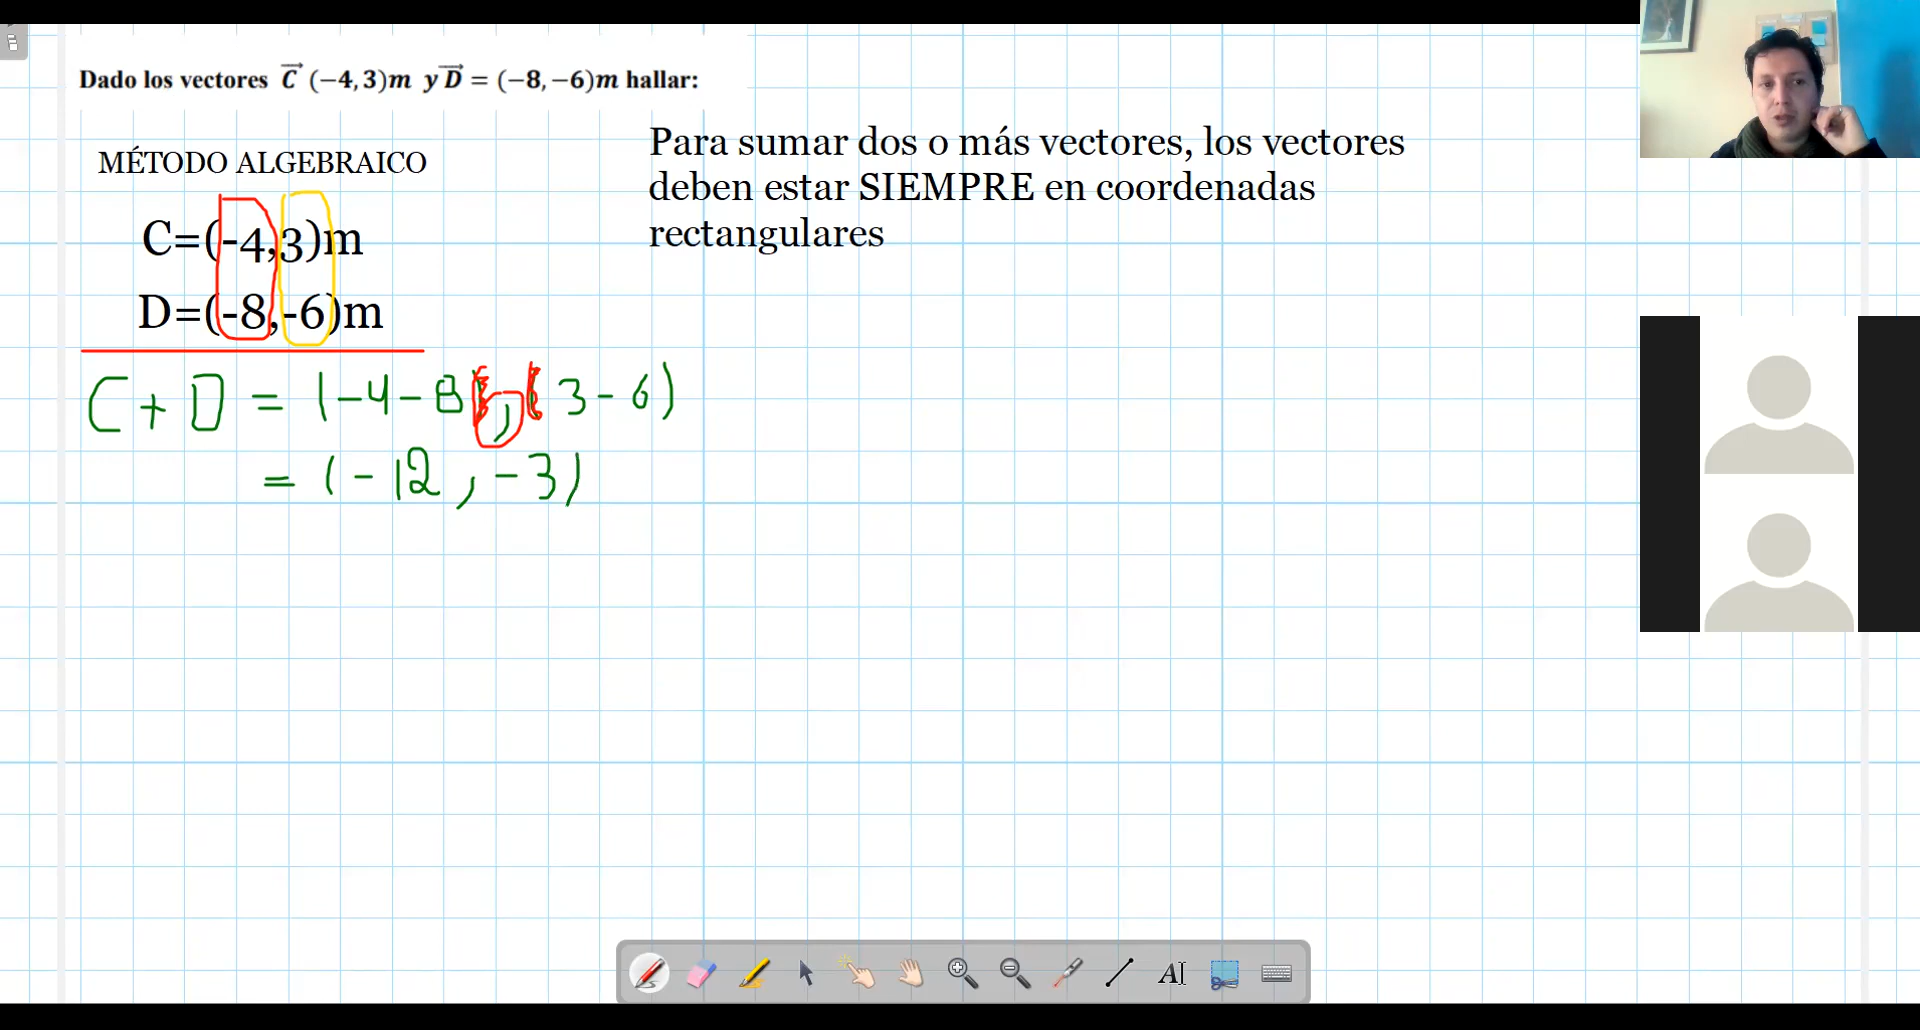 Dado los vectores C (−4, 3)m y D = (−8, −6)m hallar:
MÉTODO ALGEBRAICO
C=(-4,3)m
D=(-8,-6)m
C + D = (-4-8 , 3-6)
= (-12 , -3)
Para sumar dos o más vectores, los vectores
deben estar SIEMPRE en coordenadas
rectangulares